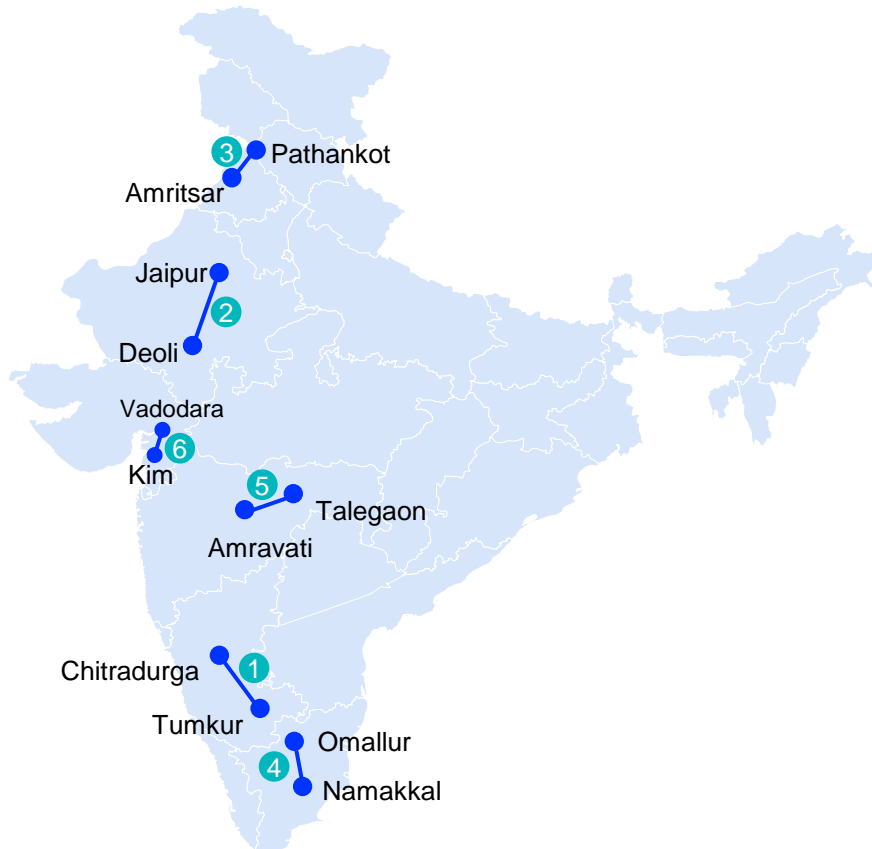 3
Pathankot
Amritsar
Jaipur
2
Deoli
Vadodara
6
Kim
5
Talegaon
Amravati
1
Chitradurga
Tumkur
Omallur
4
Namakkal